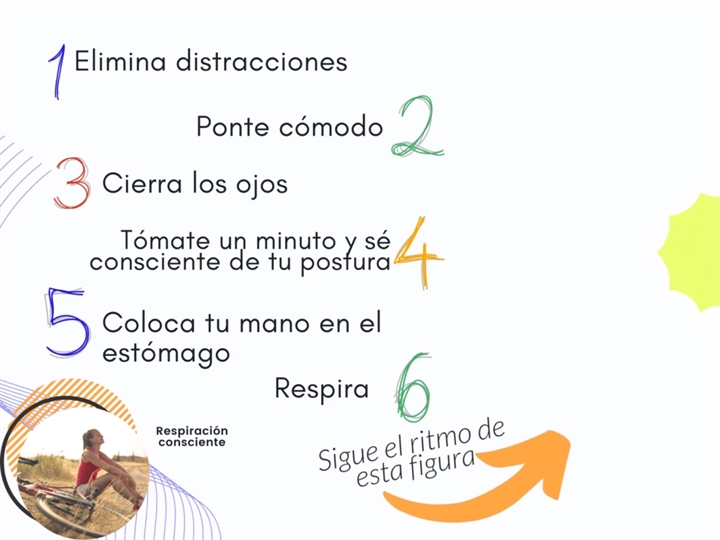 1 Elimina distracciones
Ponte cómodo 2
3 Cierra los ojos
Tómate un minuto y sé
consciente de tu postura 4
5 Coloca tu mano en el
estómago
Respira 6
Respiración
consciente
Sigue el ritmo de
esta figura